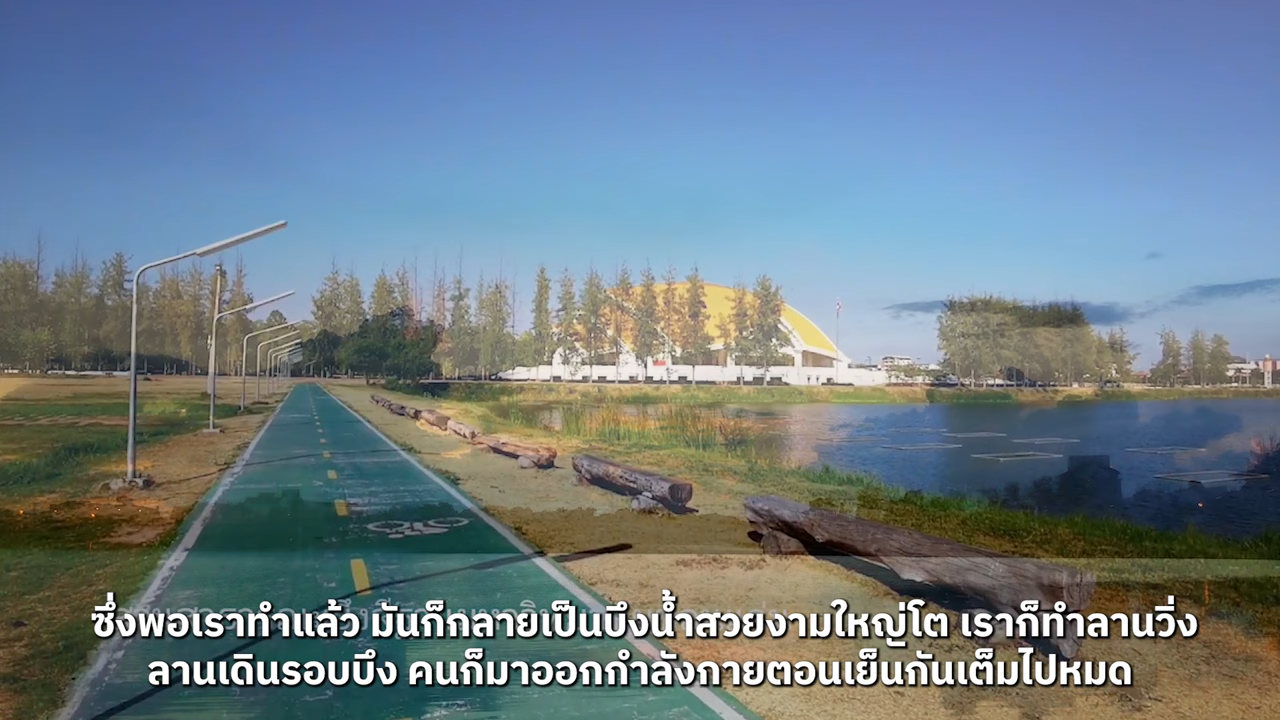 ซึ่งพอเราทำแล้ว มันก็กลายเป็นบึงน้ำสวยงามใหญ่โต เราก็ทำลานวิ่ง
ลานเดินรอบบึง คนก็มาออกกำลังกายตอนเย็นกันเต็มไปหมด